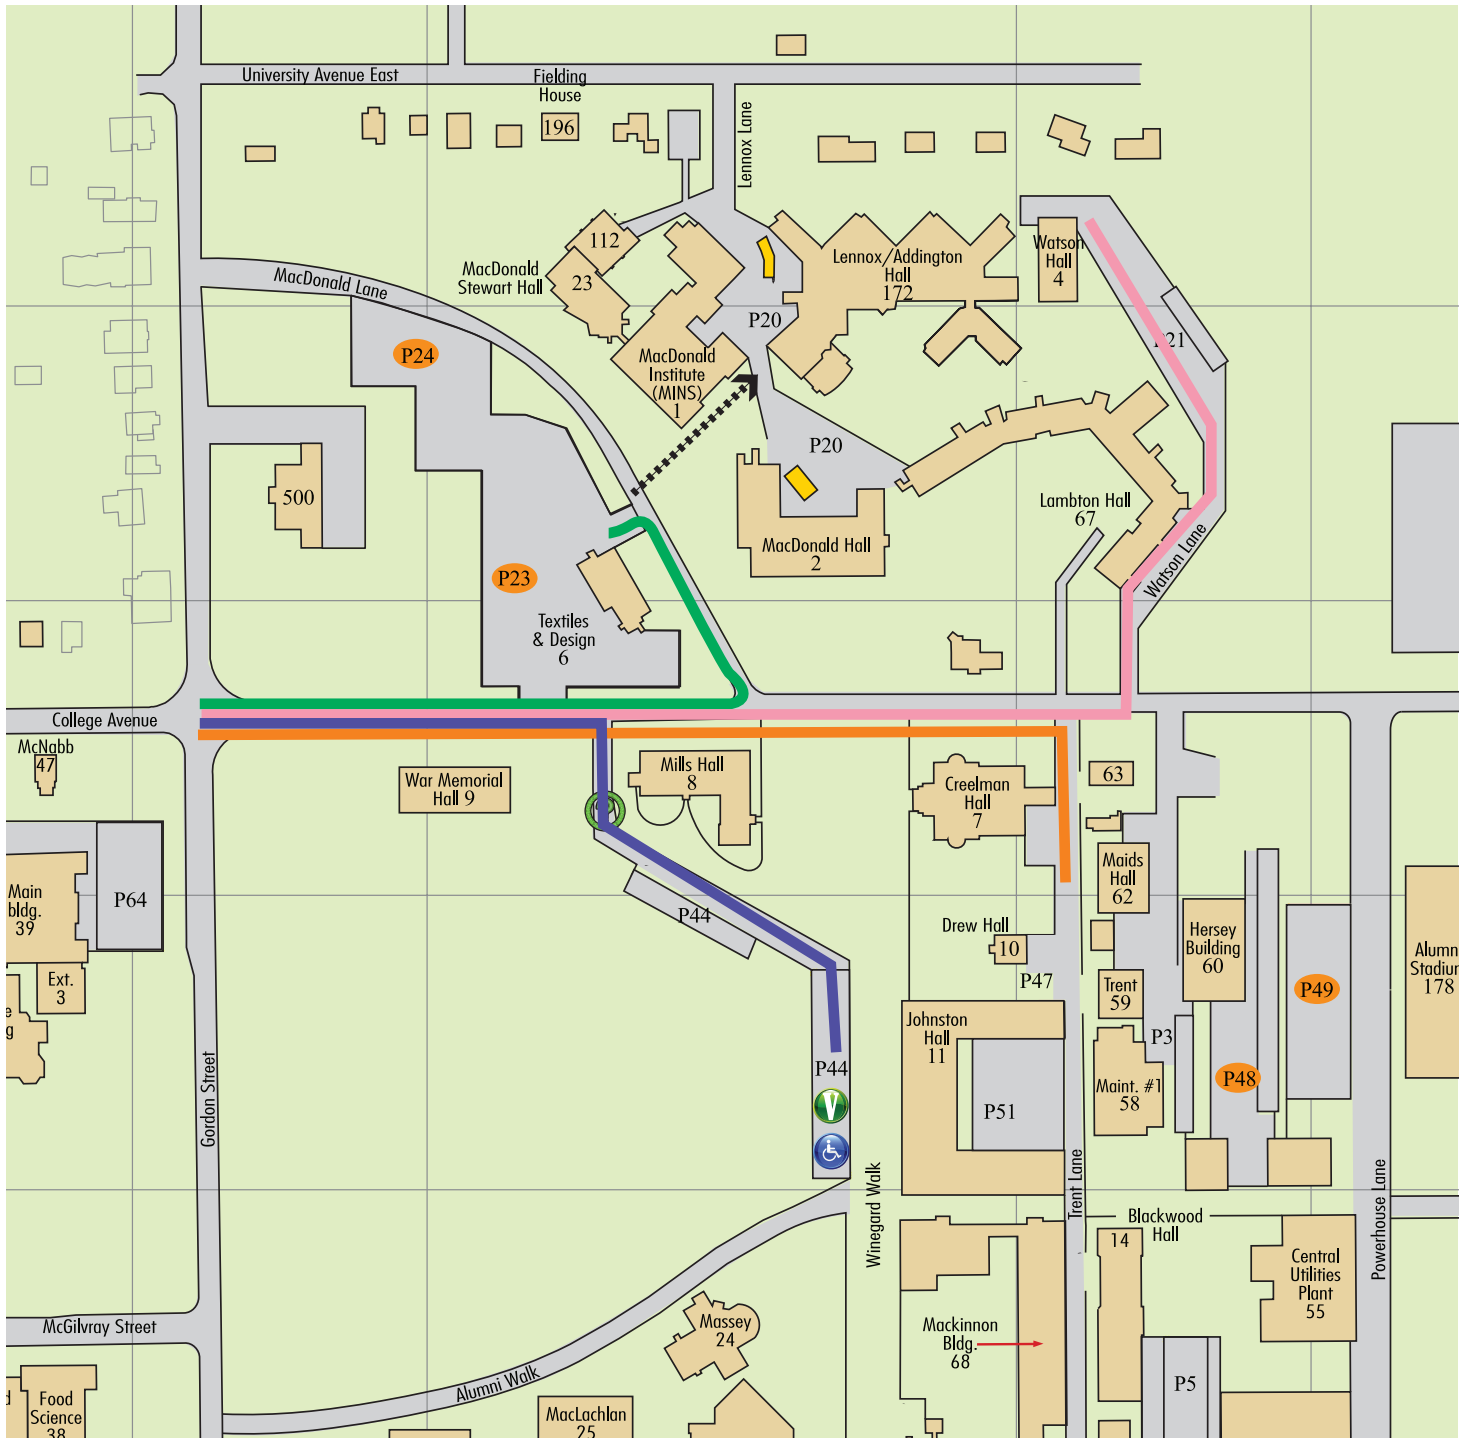 University Avenue East
Fielding
House
196
Lennox Lane
112
23
MacDonald
Stewart Hall
MacDonald Lane
Lennox/Addington
Hall
172
Watson
Hall
4
P20
P21
P24
MacDonald
Institute
(MINS)
1
P20
500
Lambton Hall
67
MacDonald Hall
2
Watson Lane
P23
Textiles
& Design
6
College Avenue
McNabb
47
War Memorial
Hall 9
Mills Hall
8
Creelman
Hall
7
63
Maids
Hall
62
Main
bldg.
39
P64
P44
Drew Hall
10
Hersey
Building
60
Alumn
Stadiu
178
Ext.
3
P47
Trent
59
P49
e
g
Johnston
Hall
11
P3
P44
V
P48
Maint. #1
58
P51
Gordon Street
Winegard Walk
Trent Lane
Powerhouse Lane
Blackwood
Hall
14
Central
Utilities
Plant
55
McGilvray Street
Massey
24
Mackinnon
Bldg.
68
Alumni Walk
P5
d
Food
Science
38
MacLachlan
25